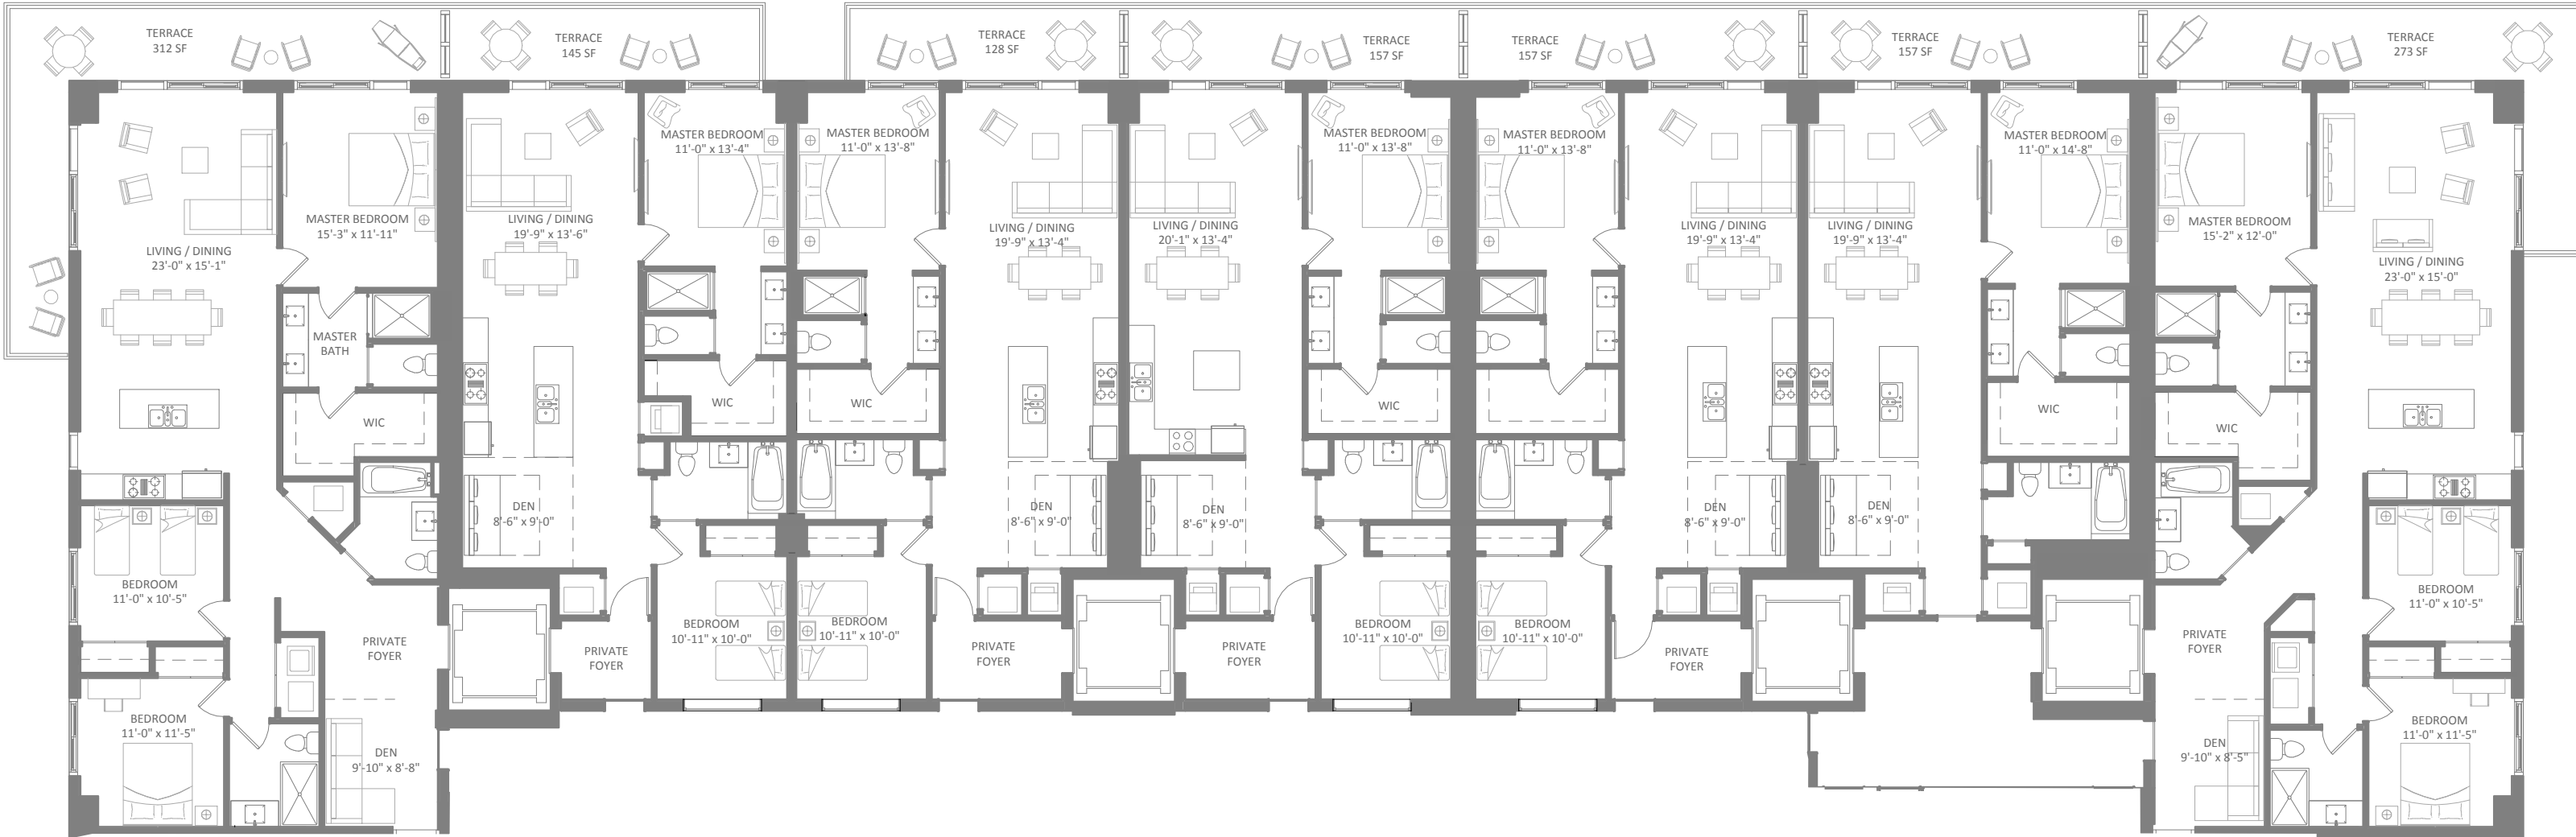 TERRACE
312 SF
TERRACE
145 SF
TERRACE
128 SF
TERRACE
157 SF
TERRACE
157 SF
TERRACE
157 SF
TERRACE
273 SF
MASTER BEDROOM
11'-0" x 13'-4"
MASTER BEDROOM
11'-0" x 13'-8"
MASTER BEDROOM
11'-0" x 13'-8"
MASTER BEDROOM
11'-0" x 13'-8"
MASTER BEDROOM
11'-0" x 14'-8"
MASTER BEDROOM
15'-3" x 11'-11"
LIVING / DINING
19'-9" x 13'-6"
LIVING / DINING
19'-9" x 13'-4"
LIVING / DINING
20'-1" x 13'-4"
LIVING / DINING
19'-9" x 13'-4"
LIVING / DINING
19'-9" x 13'-4"
MASTER BEDROOM
15'-2" x 12'-0"
LIVING / DINING
23'-0" x 15'-1"
LIVING / DINING
23'-0" x 15'-0"
MASTER
BATH
WIC
WIC
WIC
WIC
WIC
WIC
DEN
8'-6" x 9'-0"
DEN
8'-6" x 9'-0"
DEN
8'-6" x 9'-0"
DEN
8'-6" x 9'-0"
DEN
8'-6" x 9'-0"
BEDROOM
11'-0" x 10'-5"
BEDROOM
11'-0" x 10'-5"
PRIVATE
FOYER
PRIVATE
FOYER
BEDROOM
10'-11" x 10'-0"
BEDROOM
10'-11" x 10'-0"
PRIVATE
FOYER
PRIVATE
FOYER
BEDROOM
10'-11" x 10'-0"
BEDROOM
10'-11" x 10'-0"
PRIVATE
FOYER
PRIVATE
FOYER
BEDROOM
11'-0" x 11'-5"
DEN
9'-10" x 8'-8"
DEN
9'-10" x 8'-5"
BEDROOM
11'-0" x 11'-5"